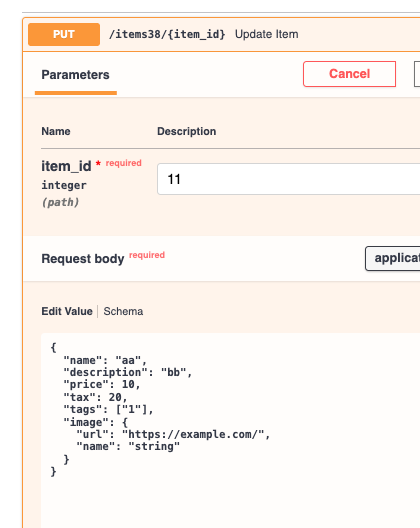 PUT /items38/{item_id} Update Item
Parameters
Cancel
Name Description
item_id * required
integer
(path)
11
Request body required
applicat
Edit Value | Schema
{
  "name": "aa",
  "description": "bb",
  "price": 10,
  "tax": 20,
  "tags": ["1"],
  "image": {
    "url": "https://example.com/",
    "name": "string"
  }
}